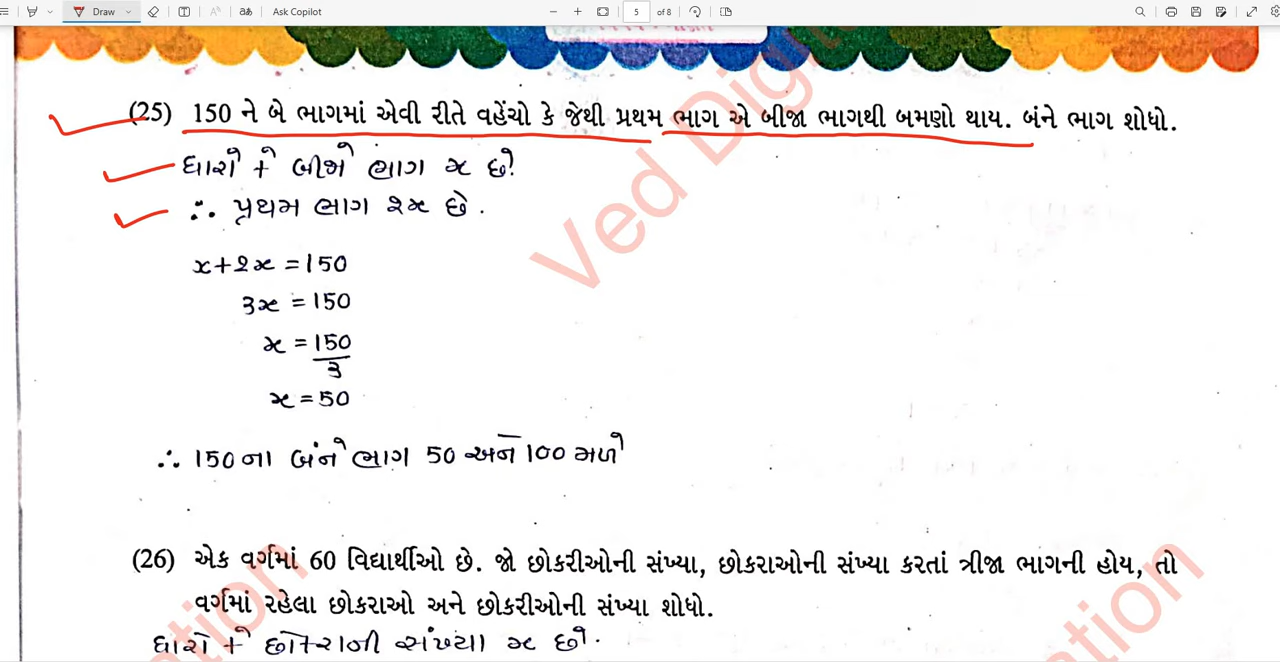 Draw
Ask Copilot
5 of 8
(25) 150 ને બે ભાગમાં એવી રીતે વહેંચો કે જેથી પ્રથમ ભાગ એ બીજા ભાગથી બમણો થાય. બંને ભાગ શોધો.
ધારો કે બીજો ભાગ x છે.
∴ પ્રથમ ભાગ 2x છે.
x+2x=150
3x = 150
x = 150/3
x = 50
∴ 150ના બંને ભાગ 50 અને 100 મળે
(26) એક વર્ગમાં 60 વિદ્યાર્થીઓ છે. જો છોકરીઓની સંખ્યા, છોકરાઓની સંખ્યા કરતાં ત્રીજા ભાગની હોય, તો
વર્ગમાં રહેલા છોકરાઓ અને છોકરીઓની સંખ્યા શોધો.
ધારો કે છોકરાની સંખ્યા x છે.